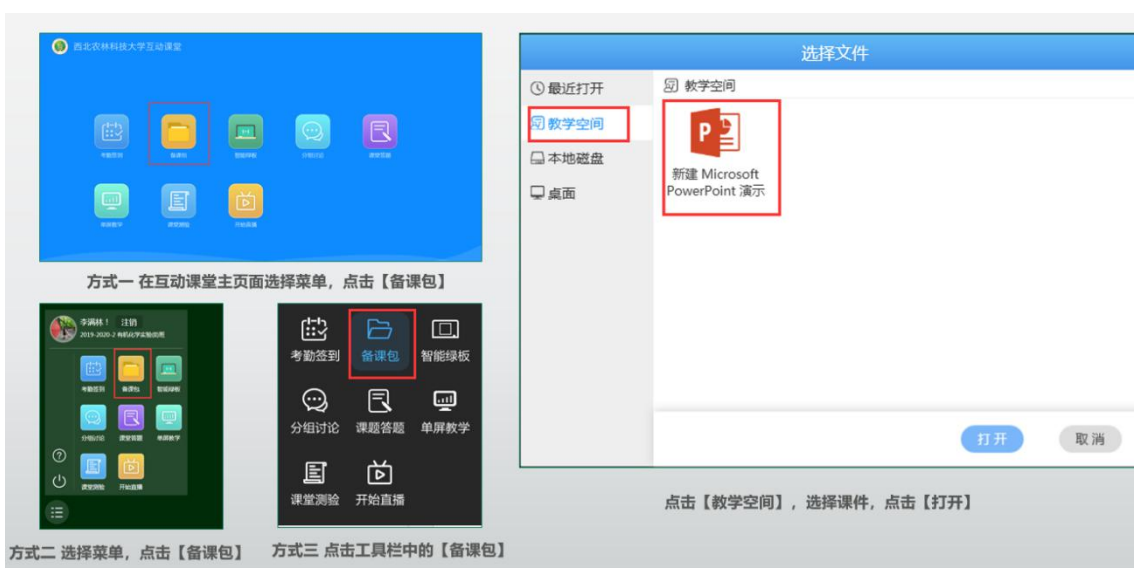 西北农林科技大学互动课堂
考勤签到 备课包 智能绿板 分组讨论 课堂答题
单屏教学 课堂测验 开始直播
方式一 在互动课堂主页面选择菜单，点击【备课包】
李满林！ 注销
2019-2020-2 有机化学实验
考勤签到 备课包 智能绿板
分组讨论 课堂答题 单屏教学
课堂测验 开始直播
方式二 选择菜单，点击【备课包】
考勤签到 备课包 智能绿板
分组讨论 课题答题 单屏教学
课堂测验 开始直播
方式三 点击工具栏中的【备课包】
选择文件
最近打开
教学空间
本地磁盘
桌面
教学空间
新建 Microsoft
PowerPoint 演示
打开 取消
点击【教学空间】，选择课件，点击【打开】